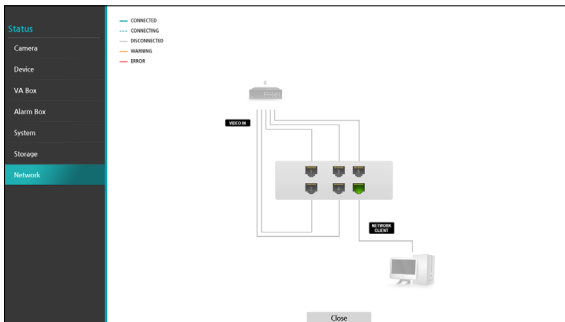 Status
Camera
Device
VA Box
Alarm Box
System
Storage
Network
CONNECTED
CONNECTING
DISCONNECTED
WARNING
ERROR
VIDEO IN
NETWORK
CLIENT
Close